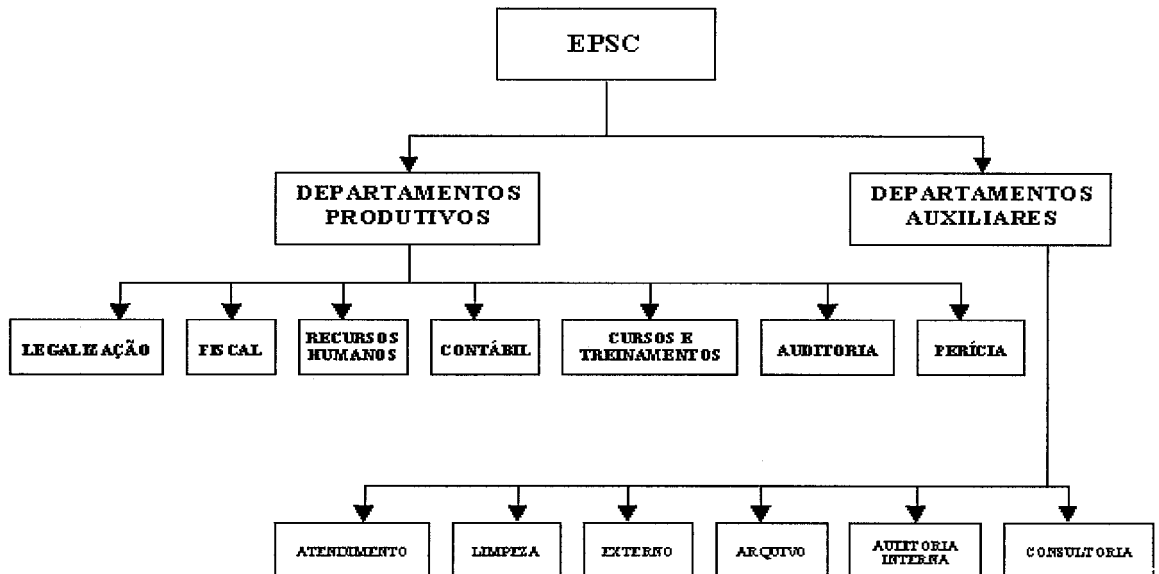 EPSC
DEPARTAMENTOS
PRODUTIVOS
DEPARTAMENTOS
AUXILIARES
LEGALIZAÇÃO
FISCAL
RECURSOS
HUMANOS
CONTÁBIL
CURSOS E
TREINAMENTOS
AUDITORIA
PERÍCIA
ATENDIMENTO
LIMPEZA
EXTERNO
ARQUIVO
AUDITORIA
INTERNA
CONSULTORIA